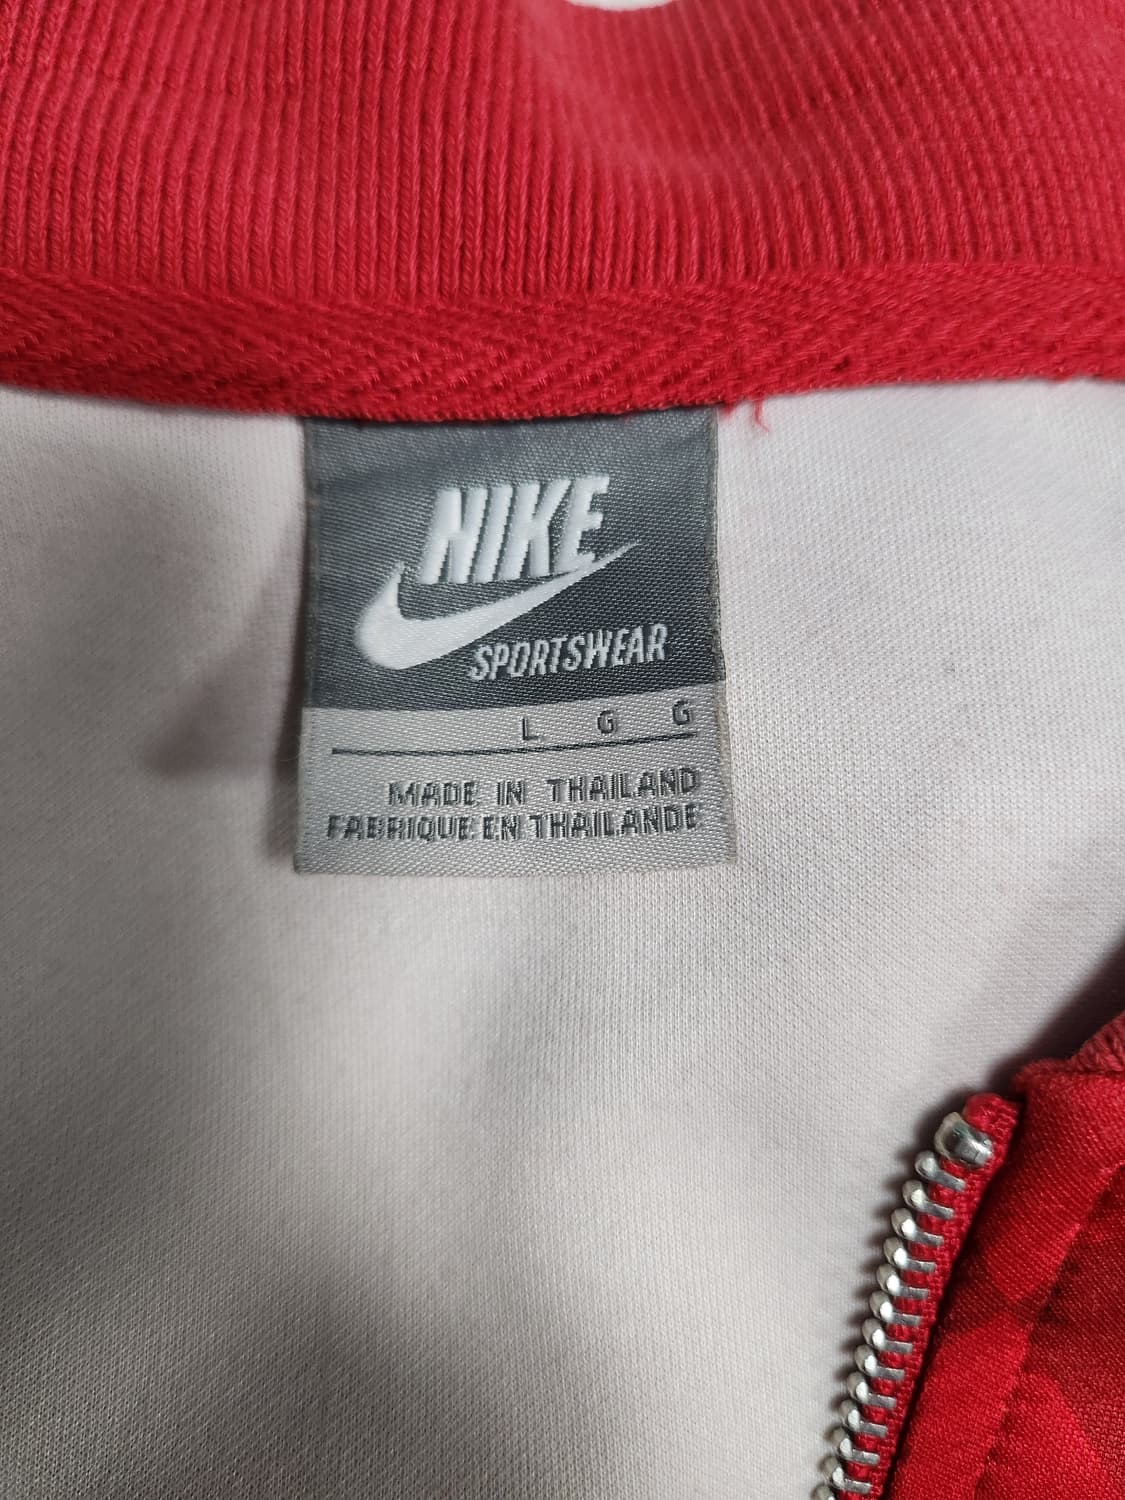 NIKE
SPORTSWEAR
L G G
MADE IN THAILAND
FABRIQUE EN THAILANDE